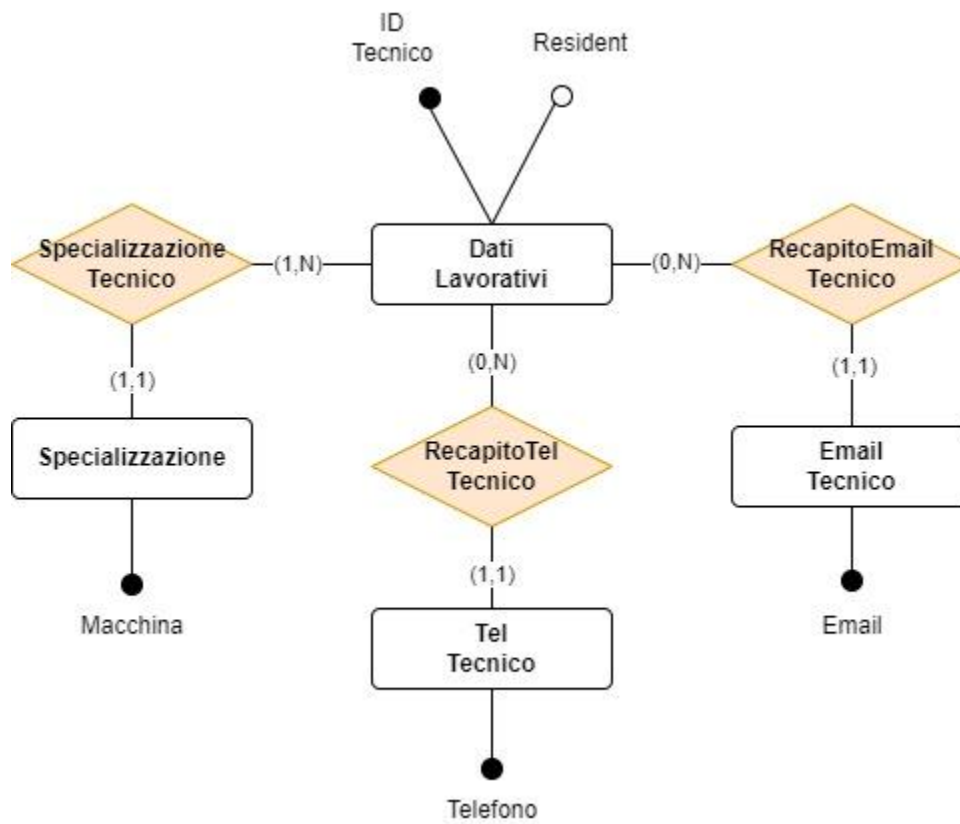 ID
Tecnico
Resident
Specializzazione
Tecnico
(1,N)
Dati
Lavorativi
(0,N)
RecapitoEmail
Tecnico
(1,1)
(0,N)
(1,1)
Specializzazione
RecapitoTel
Tecnico
Email
Tecnico
(1,1)
Macchina
Tel
Tecnico
Email
Telefono